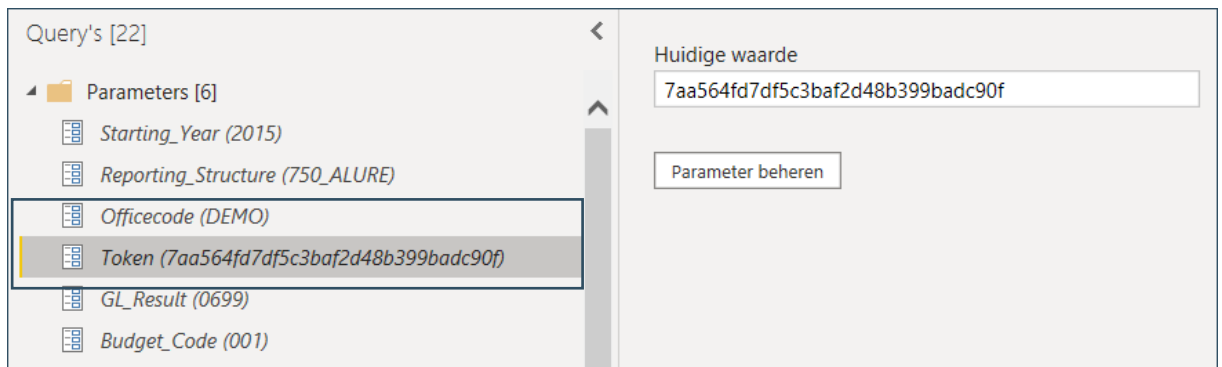 Query's [22]
Parameters [6]
Starting_Year (2015)
Reporting_Structure (750_ALURE)
Officecode (DEMO)
Token (7aa564fd7df5c3baf2d48b399badc90f)
GL_Result (0699)
Budget_Code (001)
Huidige waarde
7aa564fd7df5c3baf2d48b399badc90f
Parameter beheren